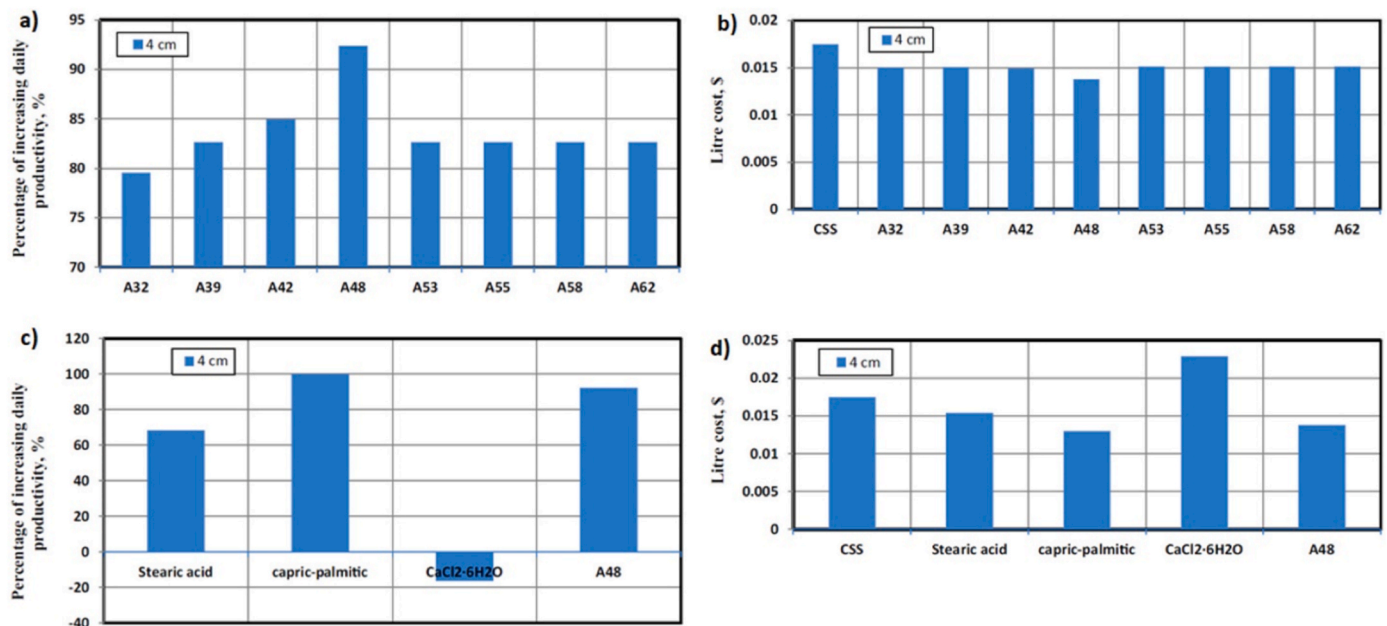 a)
Percentage of increasing daily
productivity, %
95
90
85
80
75
70
4 cm
A32 A39 A42 A48 A53 A55 A58 A62
b)
Litre cost, $
0.02
0.015
0.01
0.005
0
4 cm
CSS A32 A39 A42 A48 A53 A55 A58 A62
c)
Percentage of increasing daily
productivity, %
120
100
80
60
40
20
0
-20
-40
4 cm
Stearic acid capric-palmitic CaCl2·6H2O A48
d)
Litre cost, $
0.025
0.02
0.015
0.01
0.005
0
4 cm
CSS Stearic acid capric-palmitic CaCl2·6H2O A48